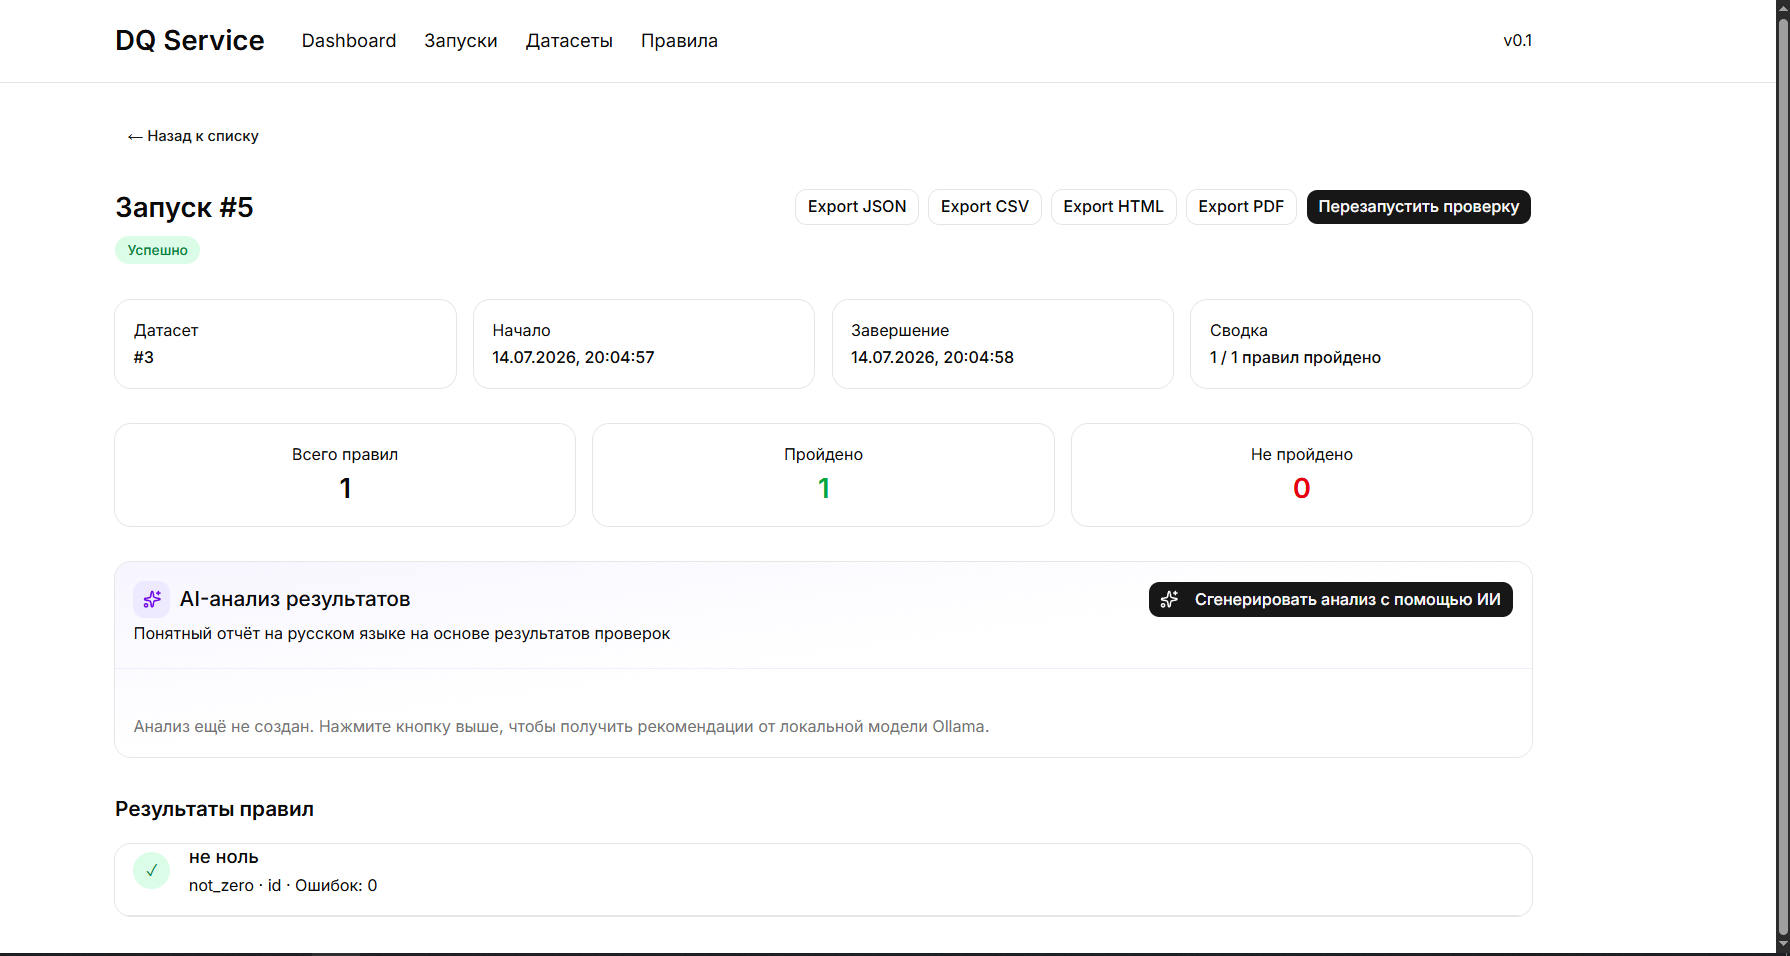 DQ Service Dashboard Запуски Датасеты Правила v0.1
← Назад к списку
Запуск #5 Export JSON Export CSV Export HTML Export PDF Перезапустить проверку
Успешно
Датасет Начало Завершение Сводка
#3 14.07.2026, 20:04:57 14.07.2026, 20:04:58 1 / 1 правил пройдено
Всего правил Пройдено Не пройдено
1 1 0
AI-анализ результатов Сгенерировать анализ с помощью ИИ
Понятный отчёт на русском языке на основе результатов проверок
Анализ ещё не создан. Нажмите кнопку выше, чтобы получить рекомендации от локальной модели Ollama.
Результаты правил
✓ не ноль
not_zero · id · Ошибок: 0